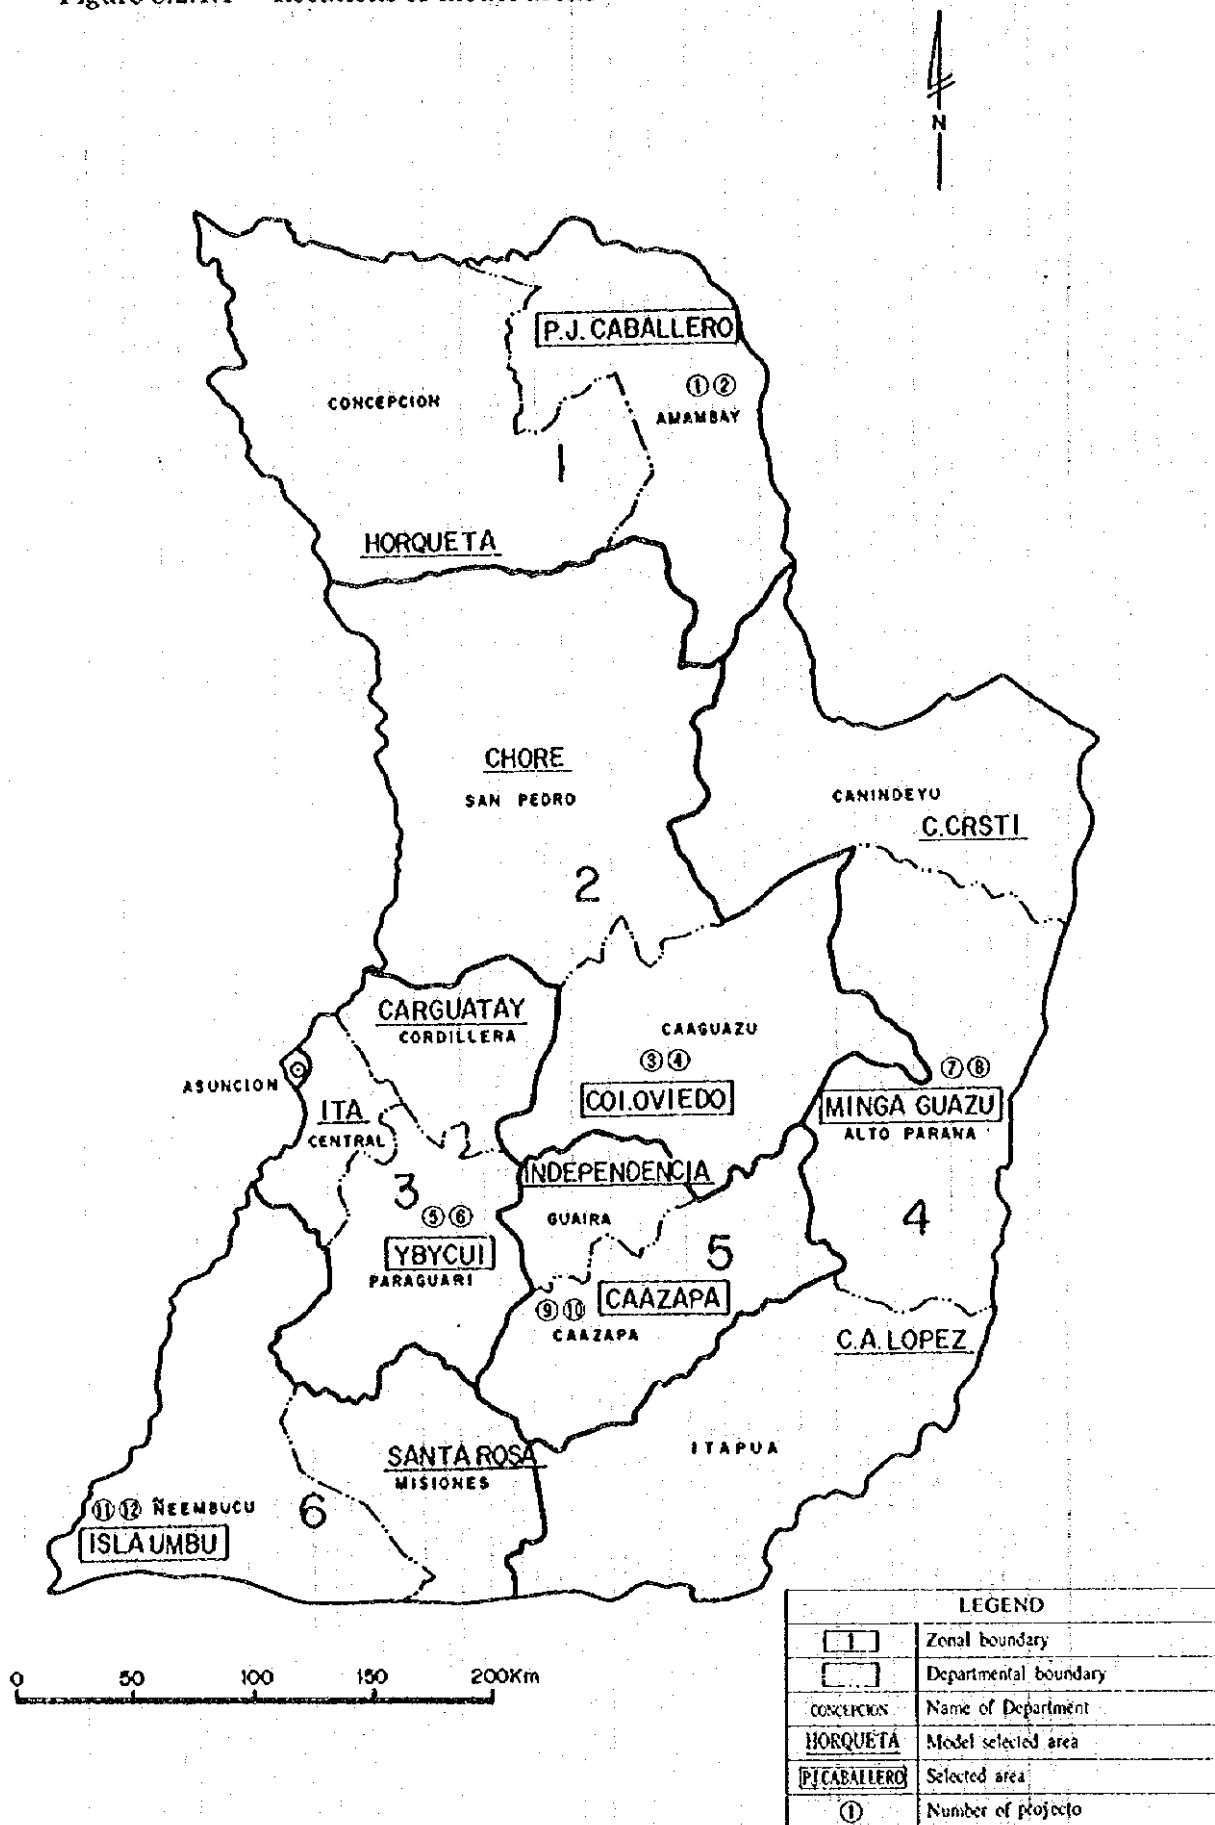 N
P.J. CABALLERO
①②
CONCEPCION
AMAMBAY
1
HORQUETA
CHORE
SAN PEDRO
CANINDEYU
C.CRSTI
2
CARGUATAY
CORDILLERA
CAAGUAZU
③④
⑦⑧
ASUNCION
COI.OVIEDO
MINGA GUAZU
ITA
ALTO PARANA
CENTRAL
INDEPENDENCIA
3
⑤⑥
GUAIRA
4
YBYCUI
5
PARAGUARI
CAAZAPA
⑨⑩
CAAZAPA
C.A. LOPEZ
ITAPUA
SANTA ROSA
MISIONES
⑪⑫ ÑEEMBUCU
6
ISLA UMBU
LEGEND
1 Zonal boundary
Departmental boundary
CONCEPCION Name of Department
HORQUETA Model selected area
P.J.CABALLERO Selected area
① Number of projecto
0 50 100 150 200Km